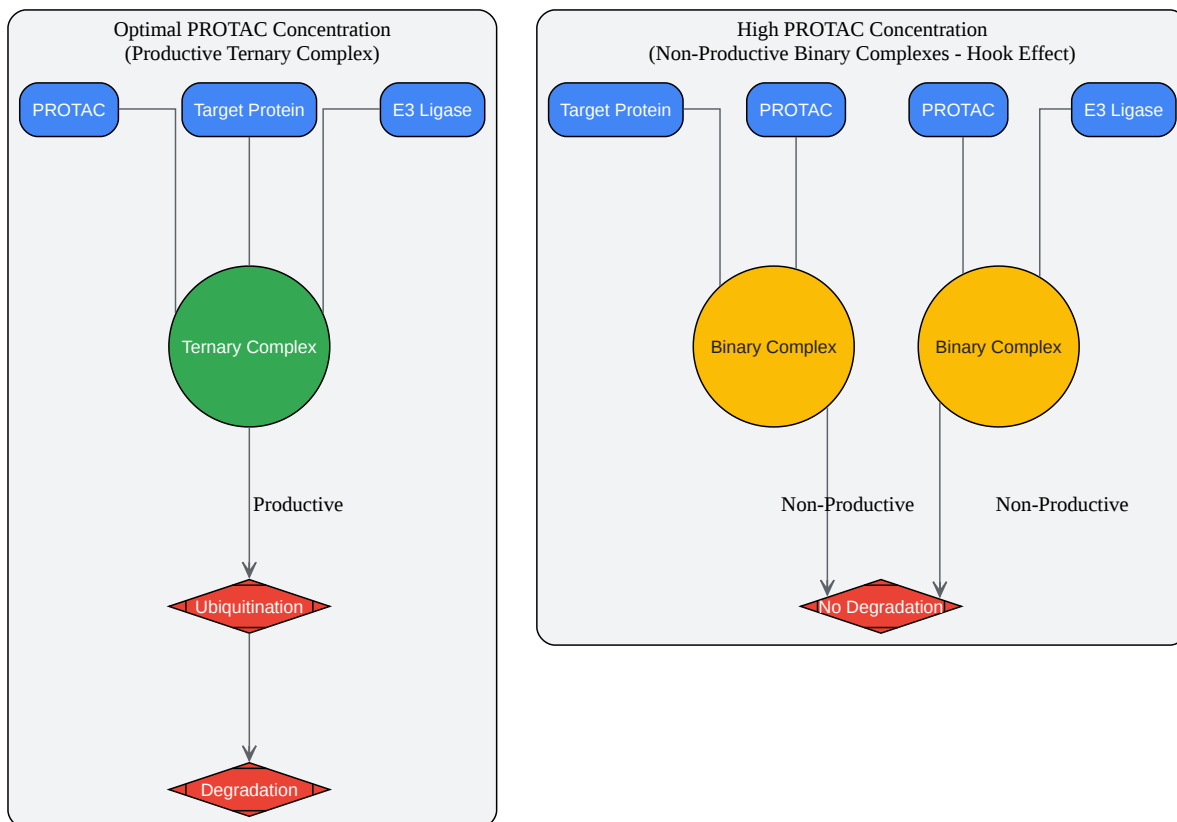 Optimal PROTAC Concentration
(Productive Ternary Complex)
PROTAC
Target Protein
E3 Ligase
Ternary Complex
Productive
Ubiquitination
Degradation
High PROTAC Concentration
(Non-Productive Binary Complexes - Hook Effect)
Target Protein
PROTAC
PROTAC
E3 Ligase
Binary Complex
Binary Complex
Non-Productive
Non-Productive
No Degradation